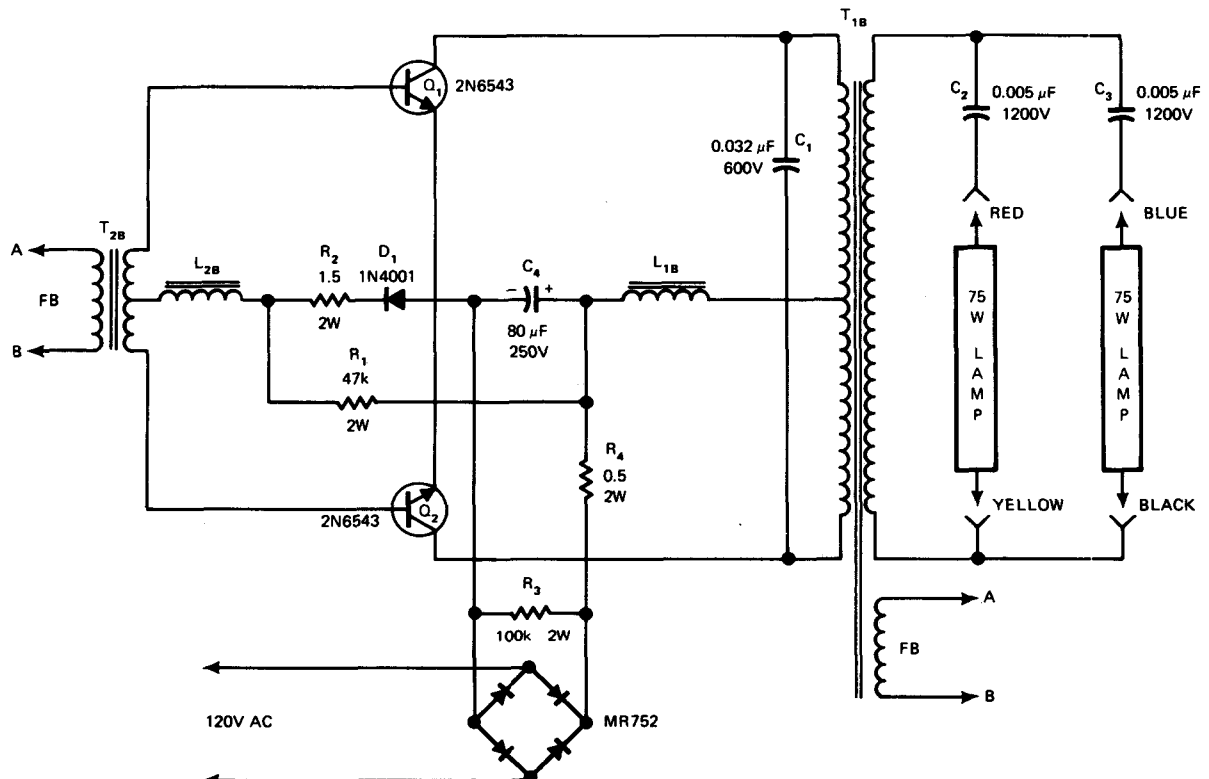 T1B
Q1
2N6543
C2
0.005 µF
1200V
C3
0.005 µF
1200V
0.032 µF
600V
C1
RED
BLUE
T2B
A
FB
B
L2B
R2
1.5
2W
D1
1N4001
C4
−
+
80 µF
250V
L1B
75
W
L
A
M
P
75
W
L
A
M
P
R1
47k
2W
R4
0.5
2W
2N6543
Q2
YELLOW
BLACK
R3
100k 2W
A
FB
B
120V AC
MR752